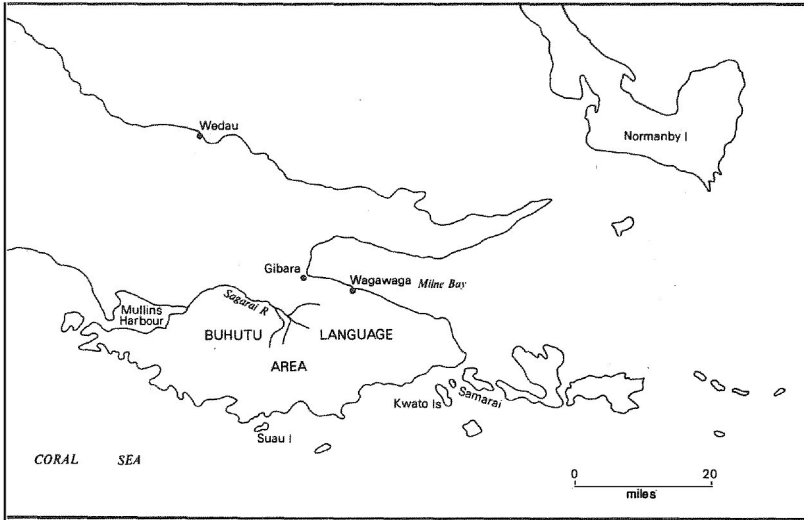 Wedau
Normanby I
Gibara
Wagawaga
Milne Bay
Sagarai R
Mullins
Harbour
BUHUTU LANGUAGE
AREA
Kwato Is
Samarai
Suau I
CORAL SEA
0 20
miles